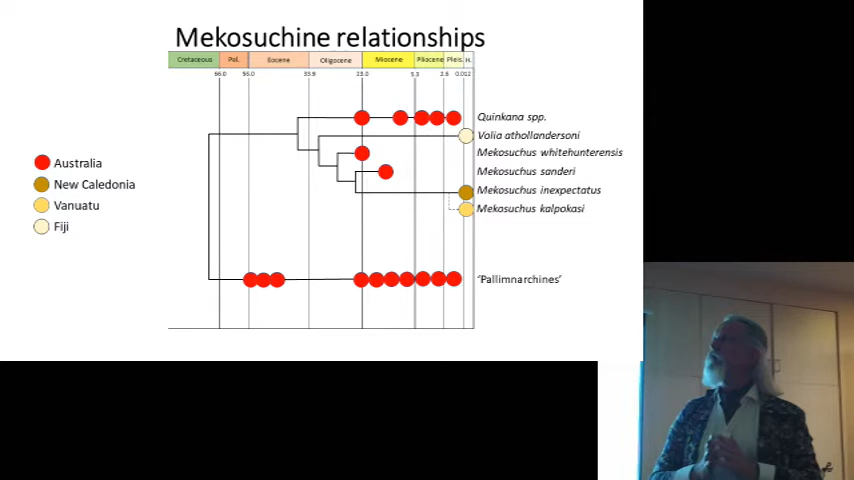 Mekosuchine relationships
Cretaceous Pal. Eocene Oligocene Miocene Pliocene Pleis. H.
66.0 56.0 33.9 23.0 5.3 2.6 0.012
Quinkana spp.
Volia athollandersoni
Mekosuchus whitehunterensis
Mekosuchus sanderi
Mekosuchus inexpectatus
Mekosuchus kalpokasi
'Pallimnarchines'
Australia
New Caledonia
Vanuatu
Fiji